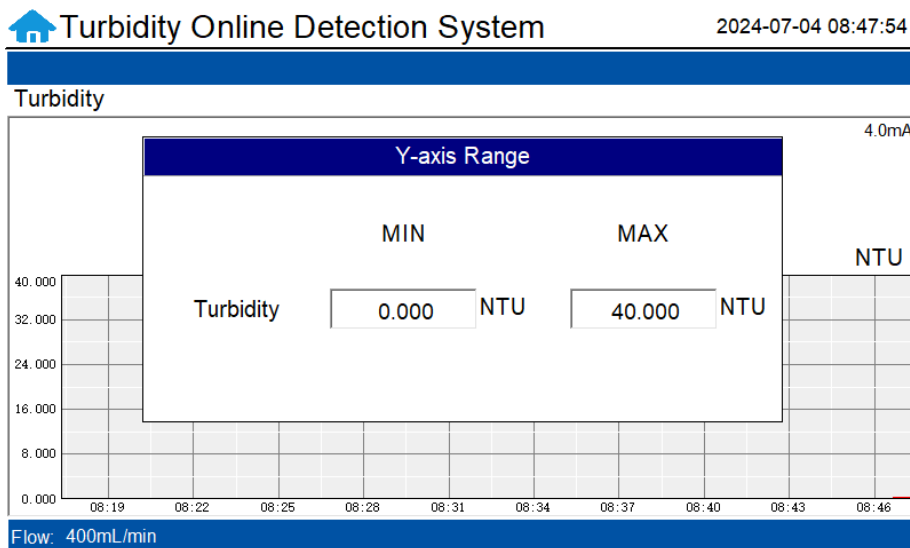 Turbidity Online Detection System 2024-07-04 08:47:54
Turbidity
4.0mA
Y-axis Range
MIN MAX
NTU
Turbidity 0.000 NTU 40.000 NTU
40.000
32.000
24.000
16.000
8.000
0.000
08:19 08:22 08:25 08:28 08:31 08:34 08:37 08:40 08:43 08:46
Flow: 400mL/min